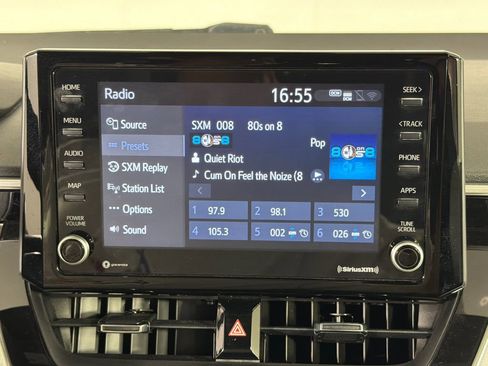 Radio
16:55
DCM
HOME
MENU
AUDIO
MAP
POWER
VOLUME
Source
Presets
SXM Replay
Station List
Options
Sound
SXM 008 80s on 8
Pop
Quiet Riot
Cum On Feel the Noize (8
1 97.9
2 98.1
3 530
4 105.3
5 002
6 026
SEEK >
< TRACK
PHONE
APPS
TUNE
SCROLL
gracenote
((SiriusXM))